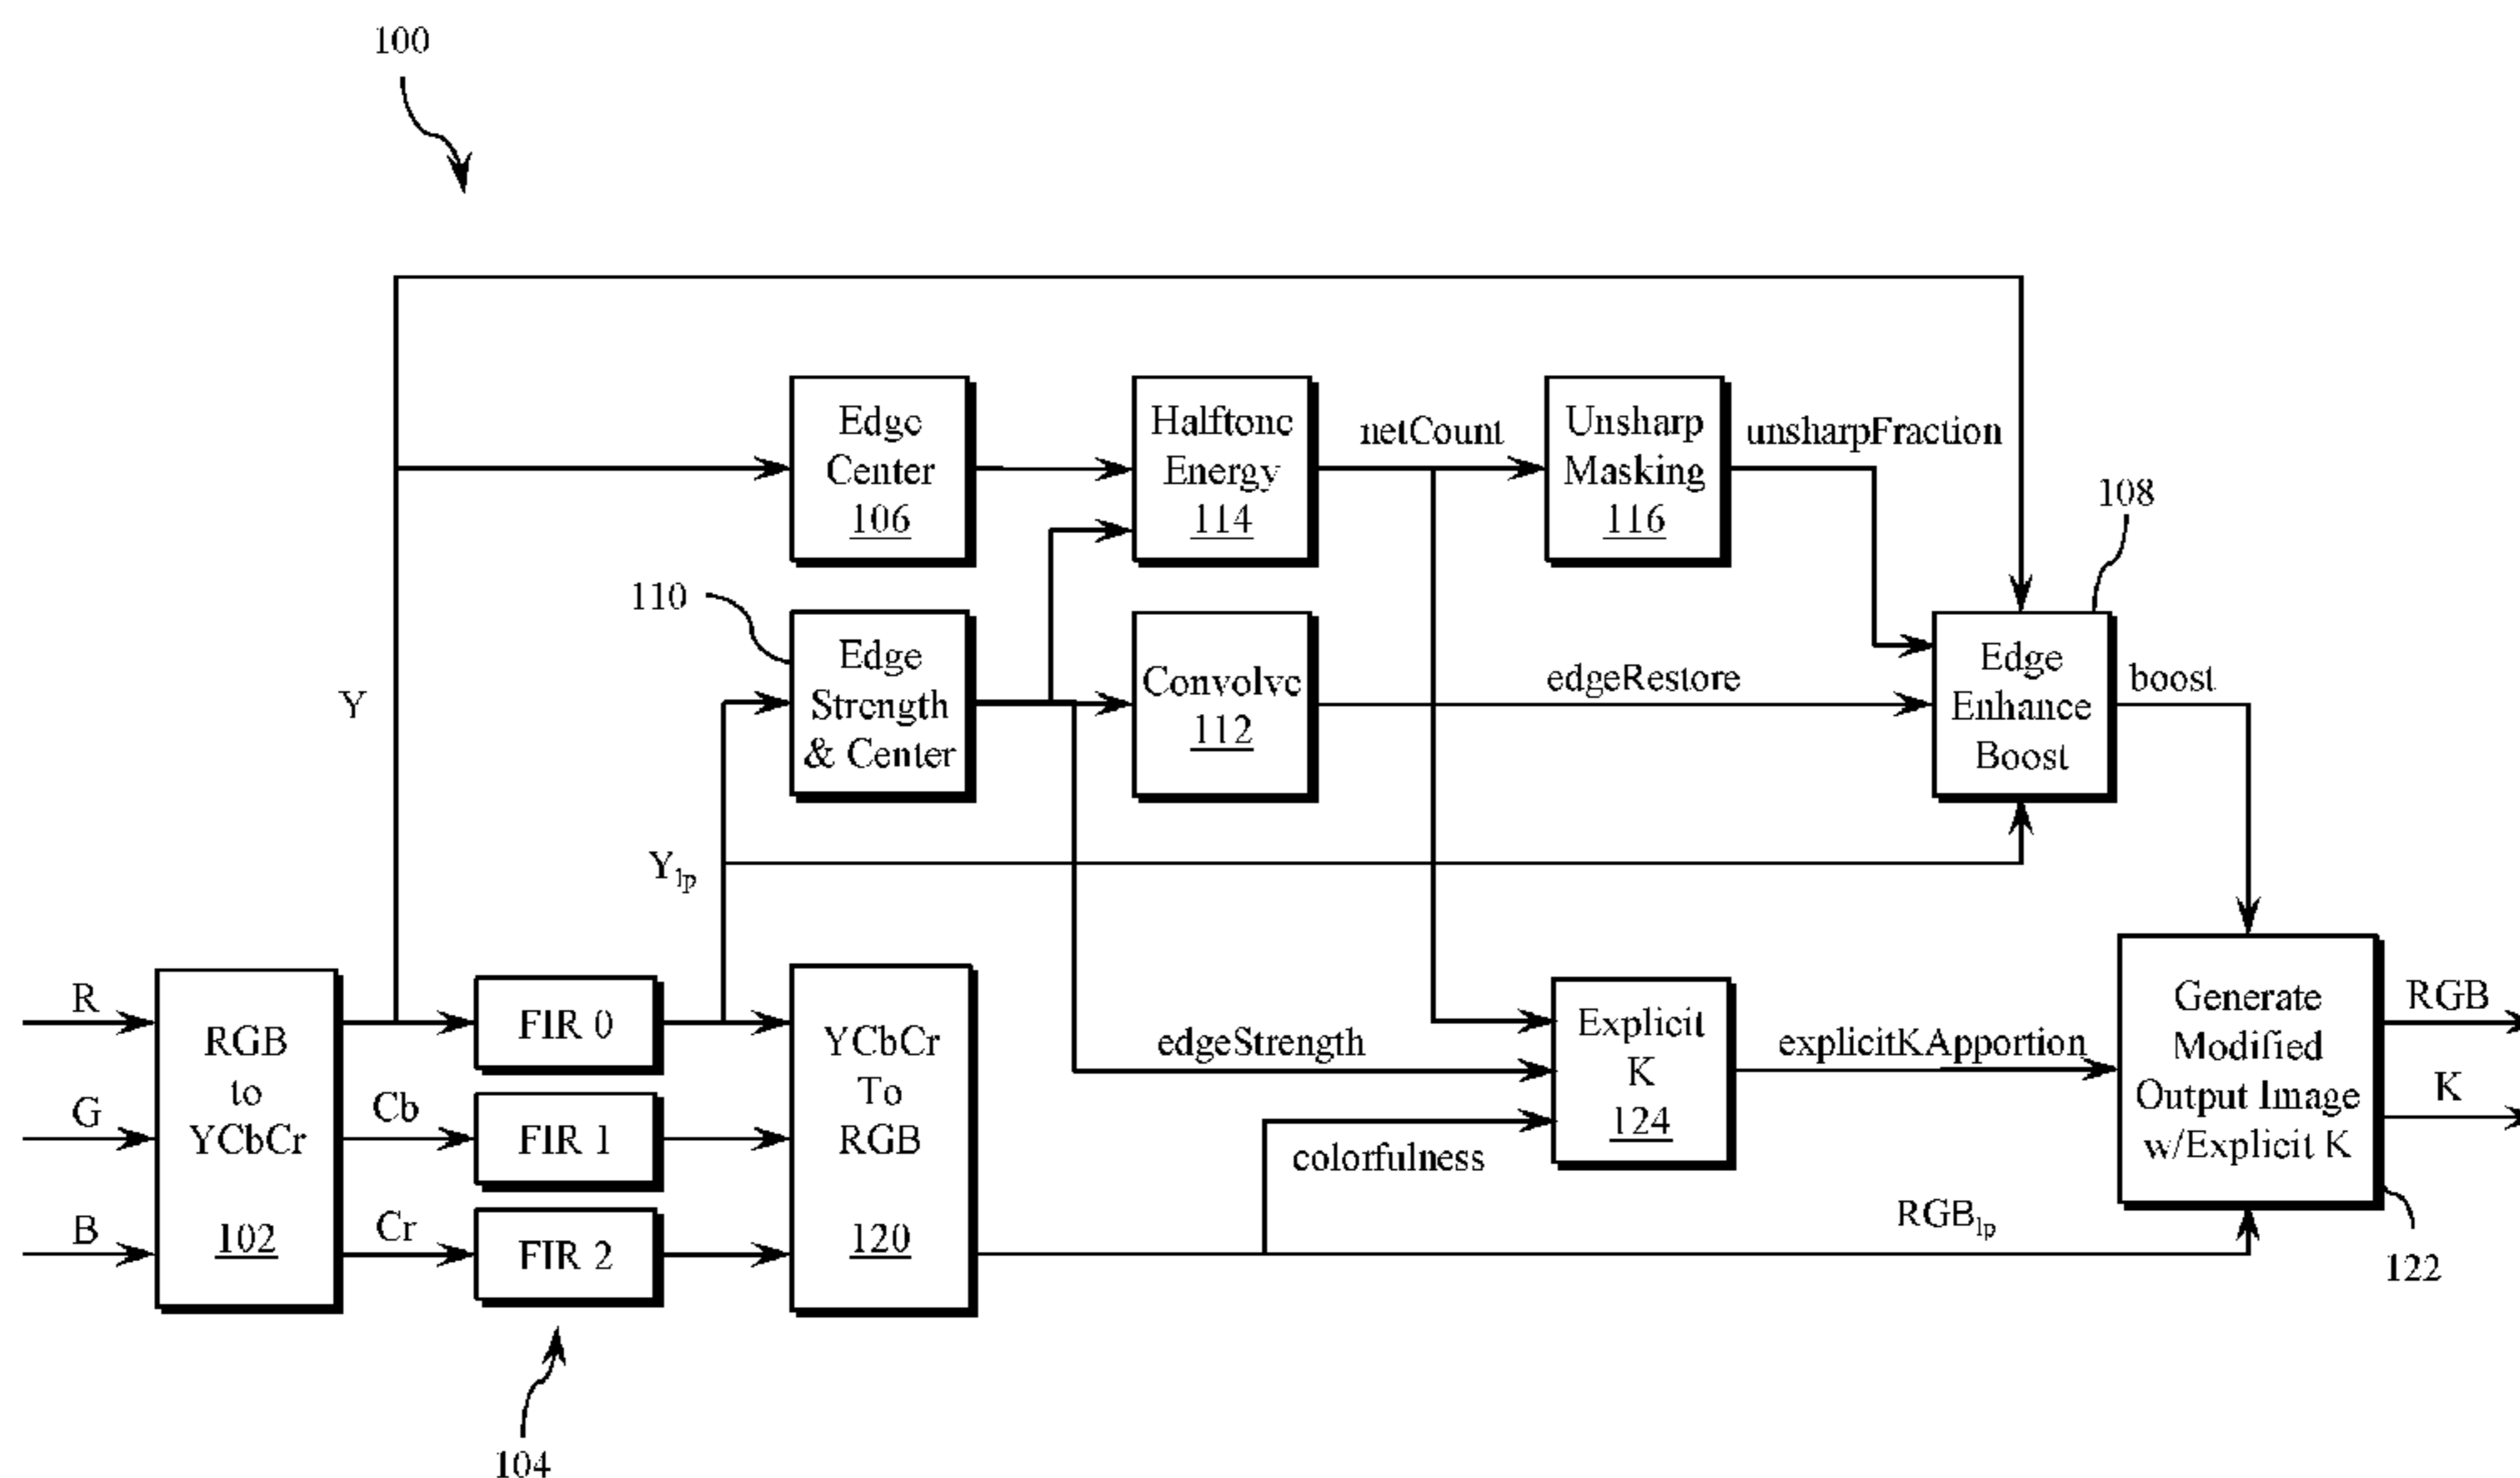 100
Edge
Center
106
Halftone
Energy
114
netCount
Unsharp
Masking
116
unsharpFraction
108
110
Edge
Strength
& Center
Convolve
112
edgeRestore
Edge
Enhance
Boost
boost
Y
Ylp
R
G
B
RGB
to
YCbCr
102
Cb
Cr
FIR 0
FIR 1
FIR 2
104
YCbCr
To
RGB
120
edgeStrength
colorfulness
Explicit
K
124
explicitKApportion
RGBlp
Generate
Modified
Output Image
w/Explicit K
122
RGB
K